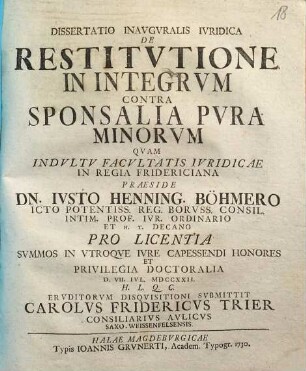 18
DISSERTATIO INAVGVRALIS IVRIDICA
DE
RESTITVTIONE
IN INTEGRVM
CONTRA
SPONSALIA PVRA
MINORVM
QVAM
INDVLTV FACVLTATIS IVRIDICAE
IN REGIA FRIDERICIANA
PRAESIDE
DN. IVSTO HENNING. BÖHMERO
ICTO POTENTISS. REG. BORVSS. CONSIL.
INTIM. PROF. IVR. ORDINARIO
ET n. t. DECANO
PRO LICENTIA
SVMMOS IN VTROQVE IVRE CAPESSENDI HONORES
ET
PRIVILEGIA DOCTORALIA
D. VII. IVL. MDCCXXII.
H. L. Q. C.
ERVDITORVM DISQVISITIONI SVBMITTIT
CAROLVS FRIDERICVS TRIER
CONSILIARIVS AVLICVS
SAXO-WEISSENFELSENSIS.
HALAE MAGDEBVRGICAE
Typis IOANNIS GRVNERTI, Academ. Typogr. 1730.